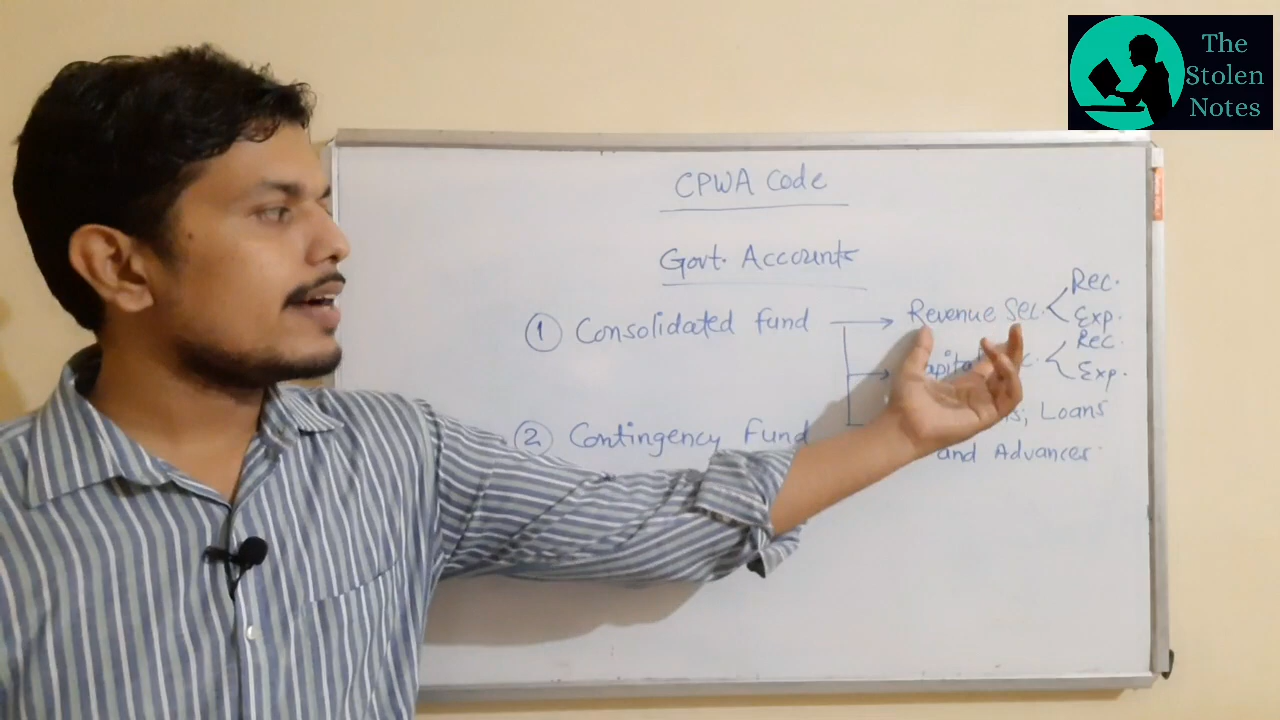 The
Stolen
Notes
CPWA Code
Govt. Accounts
① Consolidated Fund
Revenue Sec.
Rec.
Exp.
Rec.
Exp.
② Contingency Fund
Loans
and Advances